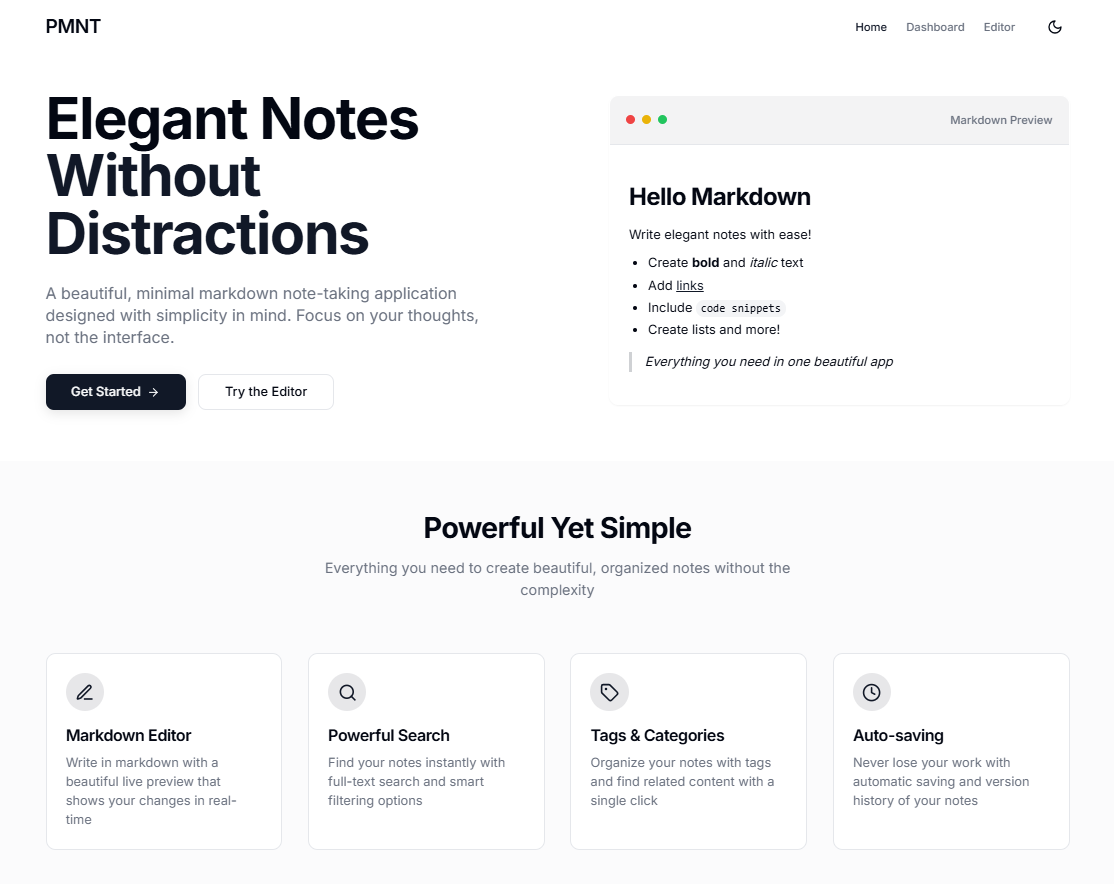 PMNT
Home
Dashboard
Editor
Elegant Notes
Without
Distractions
A beautiful, minimal markdown note-taking application
designed with simplicity in mind. Focus on your thoughts,
not the interface.
Get Started →
Try the Editor
Markdown Preview
Hello Markdown
Write elegant notes with ease!
• Create bold and italic text
• Add links
• Include code snippets
• Create lists and more!
Everything you need in one beautiful app
Powerful Yet Simple
Everything you need to create beautiful, organized notes without the
complexity
Markdown Editor
Write in markdown with a
beautiful live preview that
shows your changes in real-
time
Powerful Search
Find your notes instantly with
full-text search and smart
filtering options
Tags & Categories
Organize your notes with tags
and find related content with a
single click
Auto-saving
Never lose your work with
automatic saving and version
history of your notes